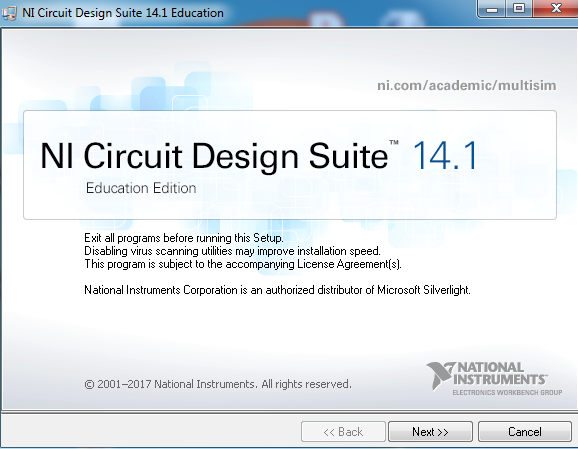 NI Circuit Design Suite 14.1 Education
ni.com/academic/multisim
NI Circuit Design Suite™ 14.1
Education Edition
Exit all programs before running this Setup.
Disabling virus scanning utilities may improve installation speed.
This program is subject to the accompanying License Agreement(s).
National Instruments Corporation is an authorized distributor of Microsoft Silverlight.
© 2001–2017 National Instruments. All rights reserved.
NATIONAL
INSTRUMENTS™
ELECTRONICS WORKBENCH GROUP
<< Back
Next >>
Cancel